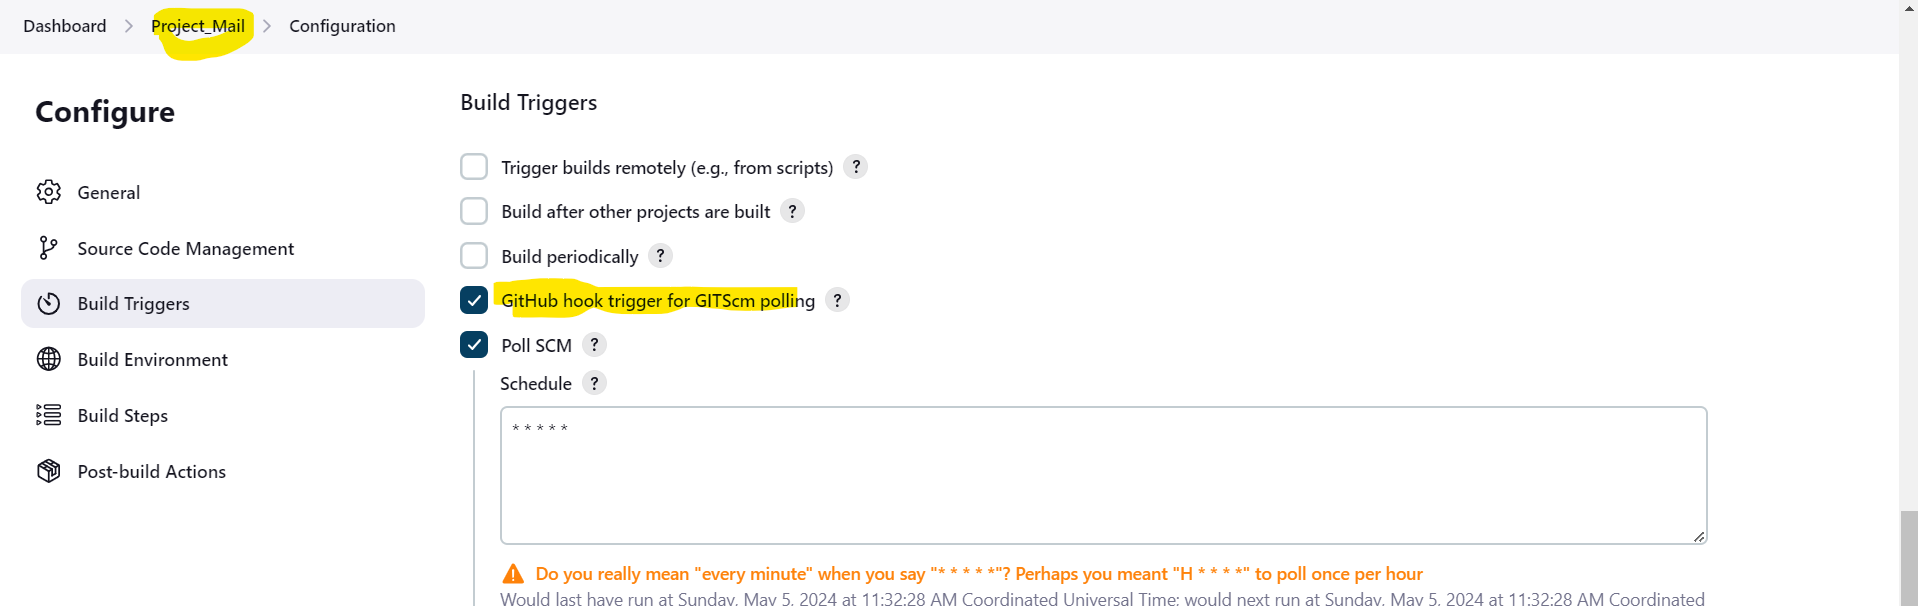 Dashboard > Project_Mail > Configuration
Configure
General
Source Code Management
Build Triggers
Build Environment
Build Steps
Post-build Actions
Build Triggers
Trigger builds remotely (e.g., from scripts) ?
Build after other projects are built ?
Build periodically ?
GitHub hook trigger for GITScm polling ?
Poll SCM ?
Schedule ?
* * * * *
Do you really mean "every minute" when you say "* * * * *"? Perhaps you meant "H * * * *" to poll once per hour
Would last have run at Sunday, May 5, 2024 at 11:32:28 AM Coordinated Universal Time; would next run at Sunday, May 5, 2024 at 11:32:28 AM Coordinated